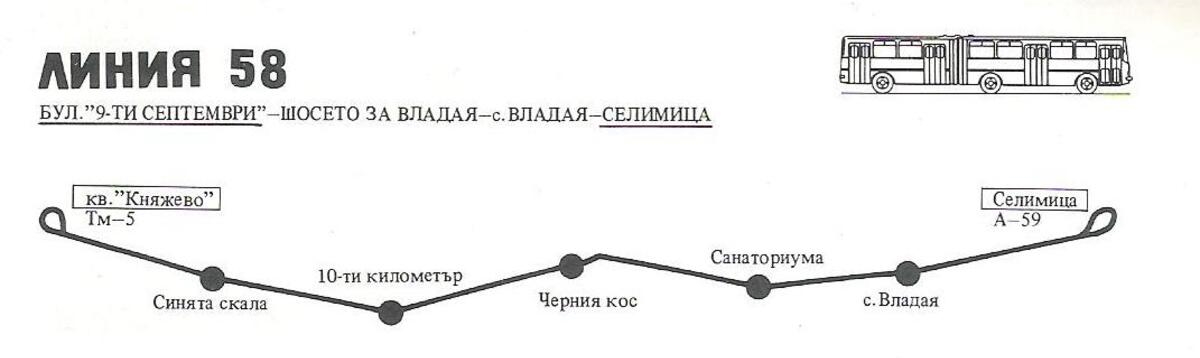 ЛИНИЯ 58
БУЛ."9-ТИ СЕПТЕМВРИ"–ШОСЕТО ЗА ВЛАДАЯ–с. ВЛАДАЯ–СЕЛИМИЦА
кв."Княжево"
Тм–5
Селимица
А–59
10-ти километър
Санаториума
Синята скала
Черния кос
с. Владая